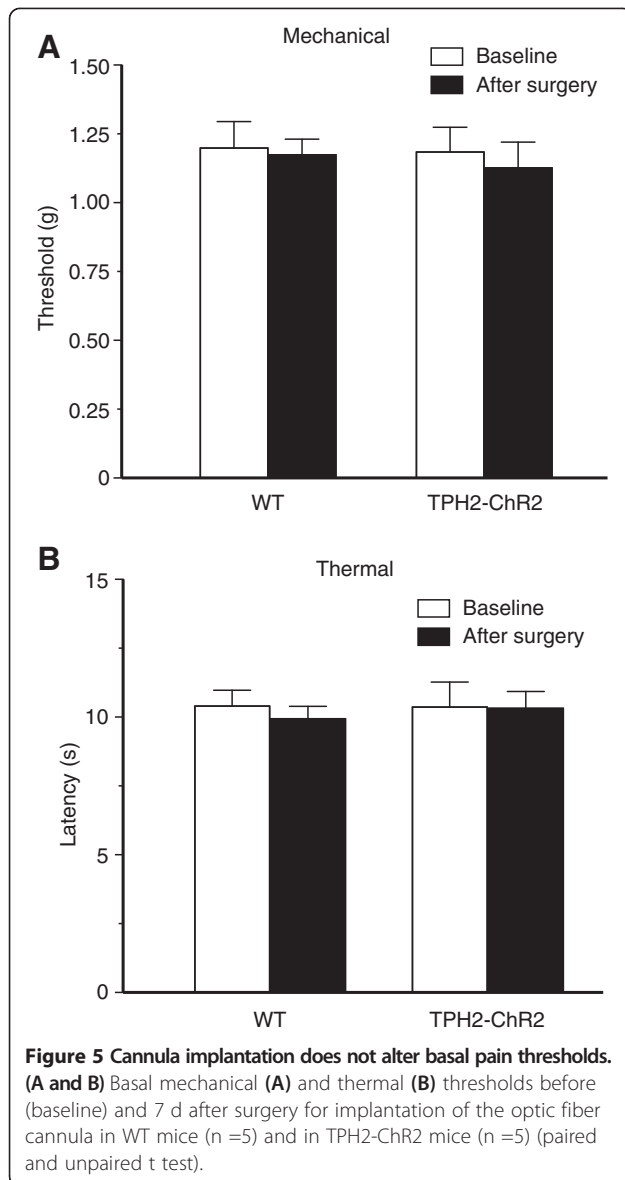 A
Mechanical
Baseline
After surgery
1.50
1.25
1.00
0.75
0.50
0.25
0
Threshold (g)
WT TPH2-ChR2
B
Thermal
Baseline
After surgery
15
10
5
0
Latency (s)
WT TPH2-ChR2
Figure 5 Cannula implantation does not alter basal pain thresholds.
(A and B) Basal mechanical (A) and thermal (B) thresholds before
(baseline) and 7 d after surgery for implantation of the optic fiber
cannula in WT mice (n =5) and in TPH2-ChR2 mice (n =5) (paired
and unpaired t test).